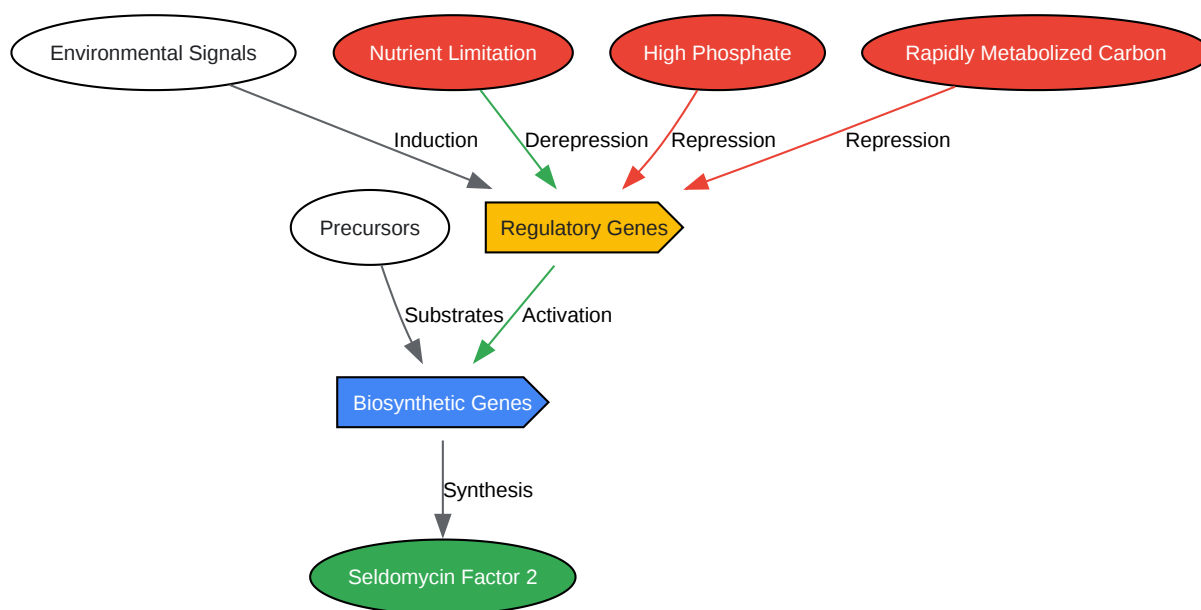 Environmental Signals
Nutrient Limitation
High Phosphate
Rapidly Metabolized Carbon
Induction
Derepression
Repression
Repression
Precursors
Regulatory Genes
Substrates
Activation
Biosynthetic Genes
Synthesis
Seldomycin Factor 2